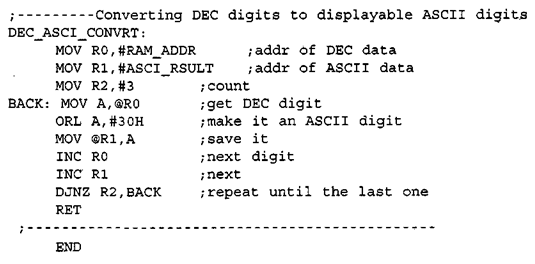 ;---------Converting DEC digits to displayable ASCII digits
DEC_ASCI_CONVRT:
MOV R0,#RAM_ADDR ;addr of DEC data
MOV R1,#ASCI_RSULT ;addr of ASCII data
MOV R2,#3 ;count
BACK: MOV A,@R0 ;get DEC digit
ORL A,#30H ;make it an ASCII digit
MOV @R1,A ;save it
INC R0 ;next digit
INC R1 ;next
DJNZ R2,BACK ;repeat until the last one
RET
;---------------------------------------------
END